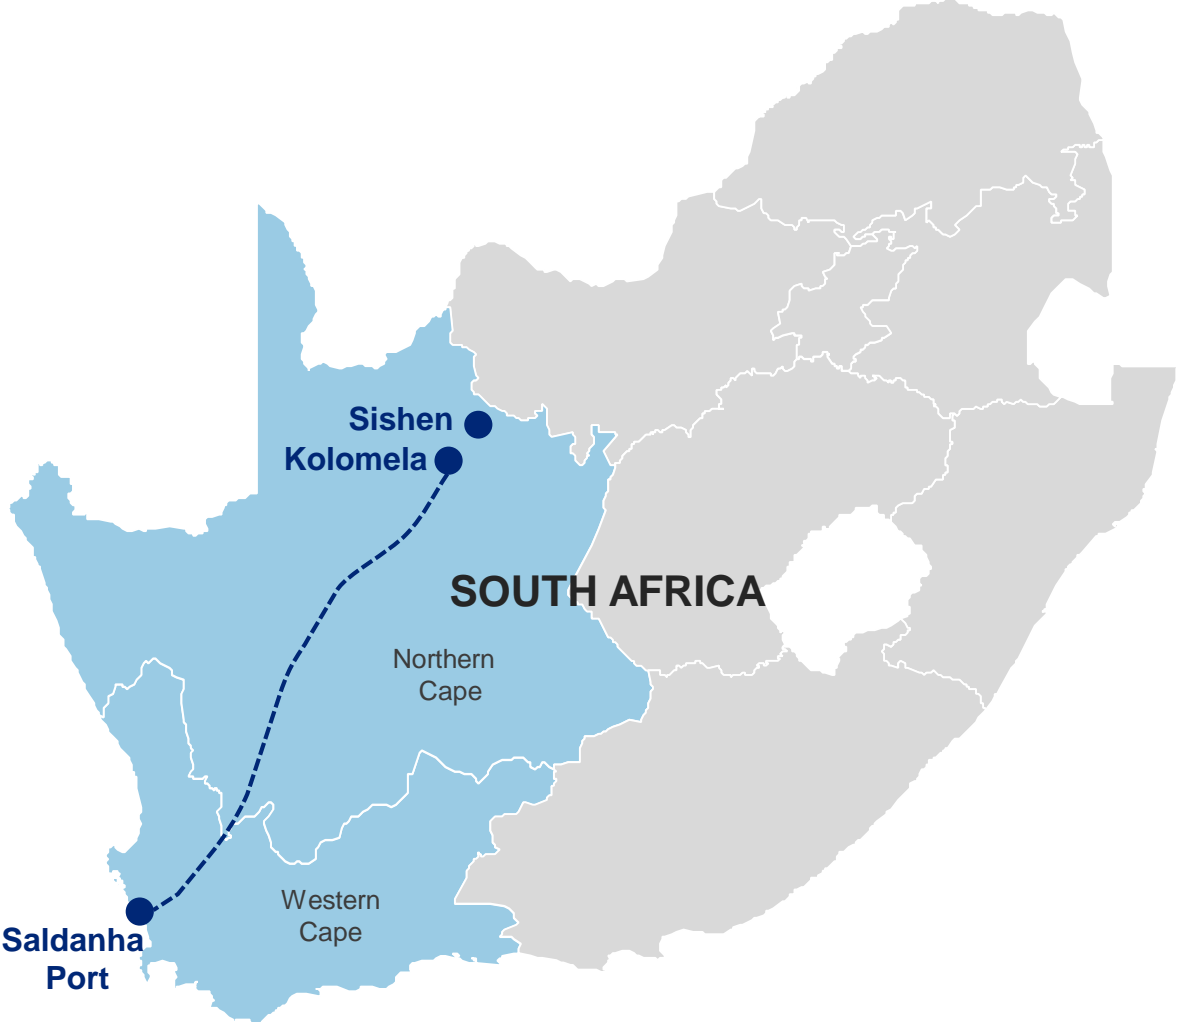 Sishen
Kolomela
SOUTH AFRICA
Northern
Cape
Western
Cape
Saldanha
Port